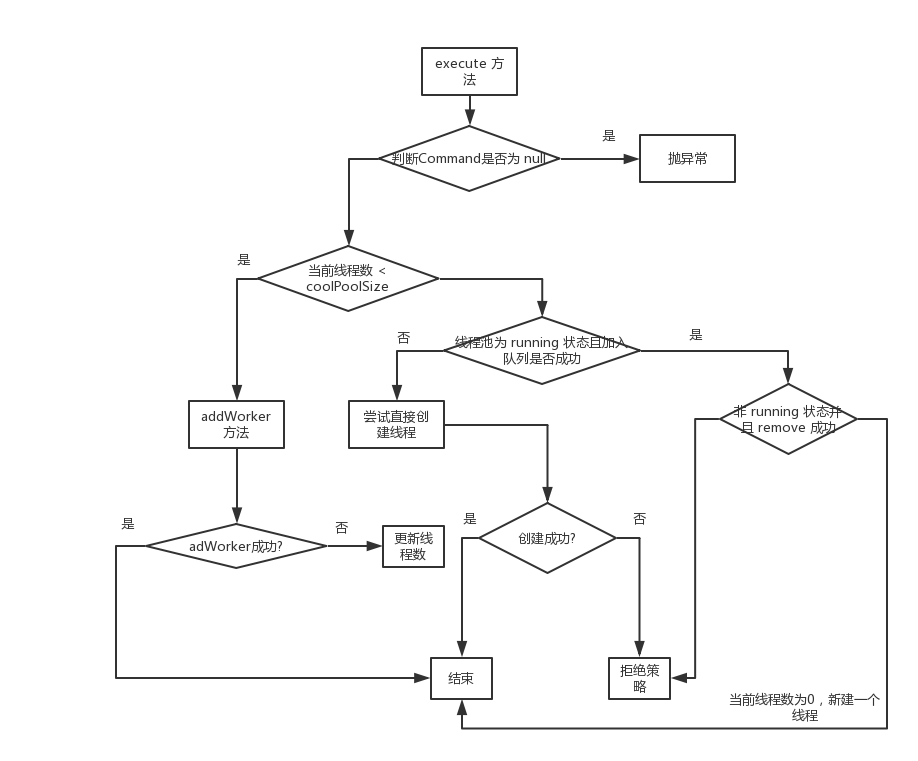 execute 方
法
是
判断Command是否为 null
抛异常
是
当前线程数 <
coolPoolSize
否
线程池为 running 状态且加入
队列是否成功
是
addWorker
方法
尝试直接创
建线程
非 running 状态并
且 remove 成功
是
adWorker成功?
否
更新线
程数
是
创建成功?
否
结束
拒绝策
略
当前线程数为0，新建一个
线程